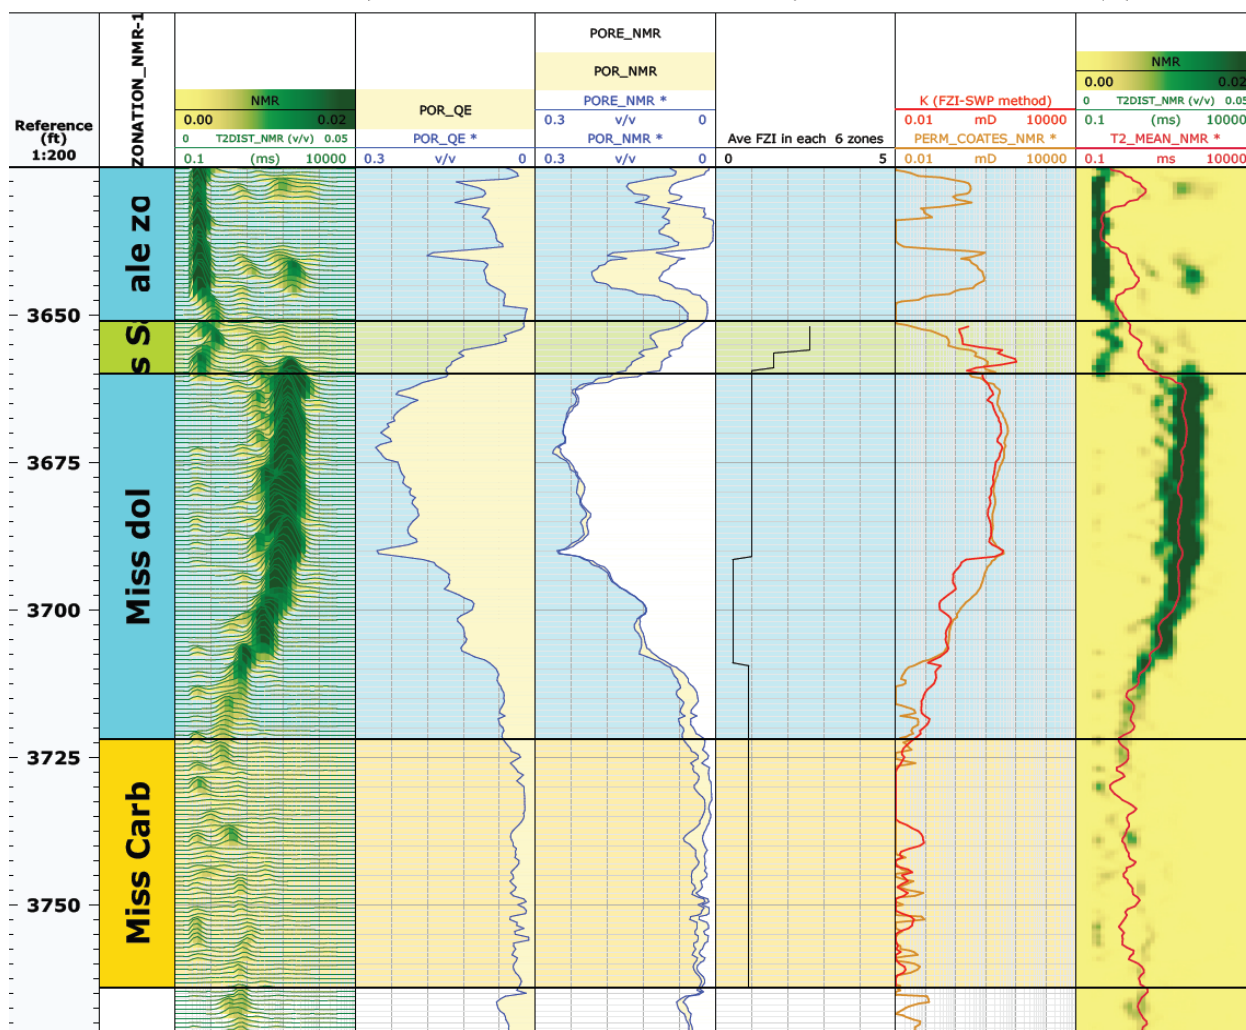 PORE_NMR
ZONATION_NMR-1
POR_NMR
NMR
0.00 0.02
POR_QE
PORE_NMR *
0.3 v/v 0
K (FZI-SWP method)
0.01 10000
NMR
0.00 0.02
0 T2DIST_NMR (v/v) 0.05
0.1 (ms) 10000
Reference
(ft)
1:200
0 T2DIST_NMR (v/v) 0.05
0.1 (ms) 10000
POR_QE *
0.3 v/v 0
POR_NMR *
0.3 v/v 0
Ave FZI in each 6 zones
0 5
PERM_COATES_NMR *
0.01 mD 10000
T2_MEAN_NMR *
0.1 ms 10000
ale zo
3650
s Sa
3675
Miss dol
3700
3725
Miss Carb
3750